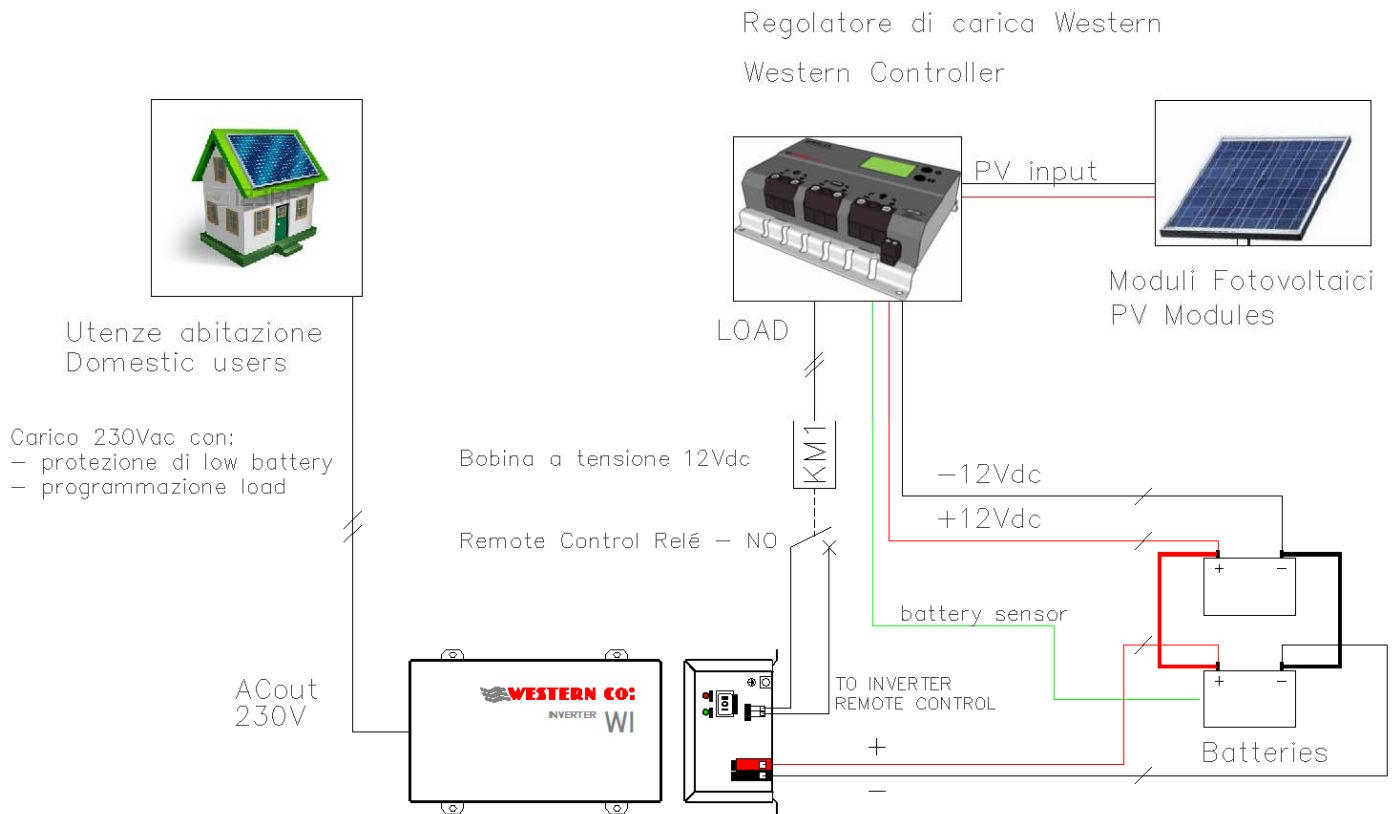 Regolatore di carica Western
Western Controller
PV input
Moduli Fotovoltaici
PV Modules
LOAD
Utenze abitazione
Domestic users
Carico 230Vac con:
– protezione di low battery
– programmazione load
Bobina a tensione 12Vdc
KM1
Remote Control Relé – NO
–12Vdc
+12Vdc
+ –
battery sensor
+ –
Batteries
ACout
230V
WESTERN CO:
INVERTER WI
TO INVERTER
REMOTE CONTROL
+
–